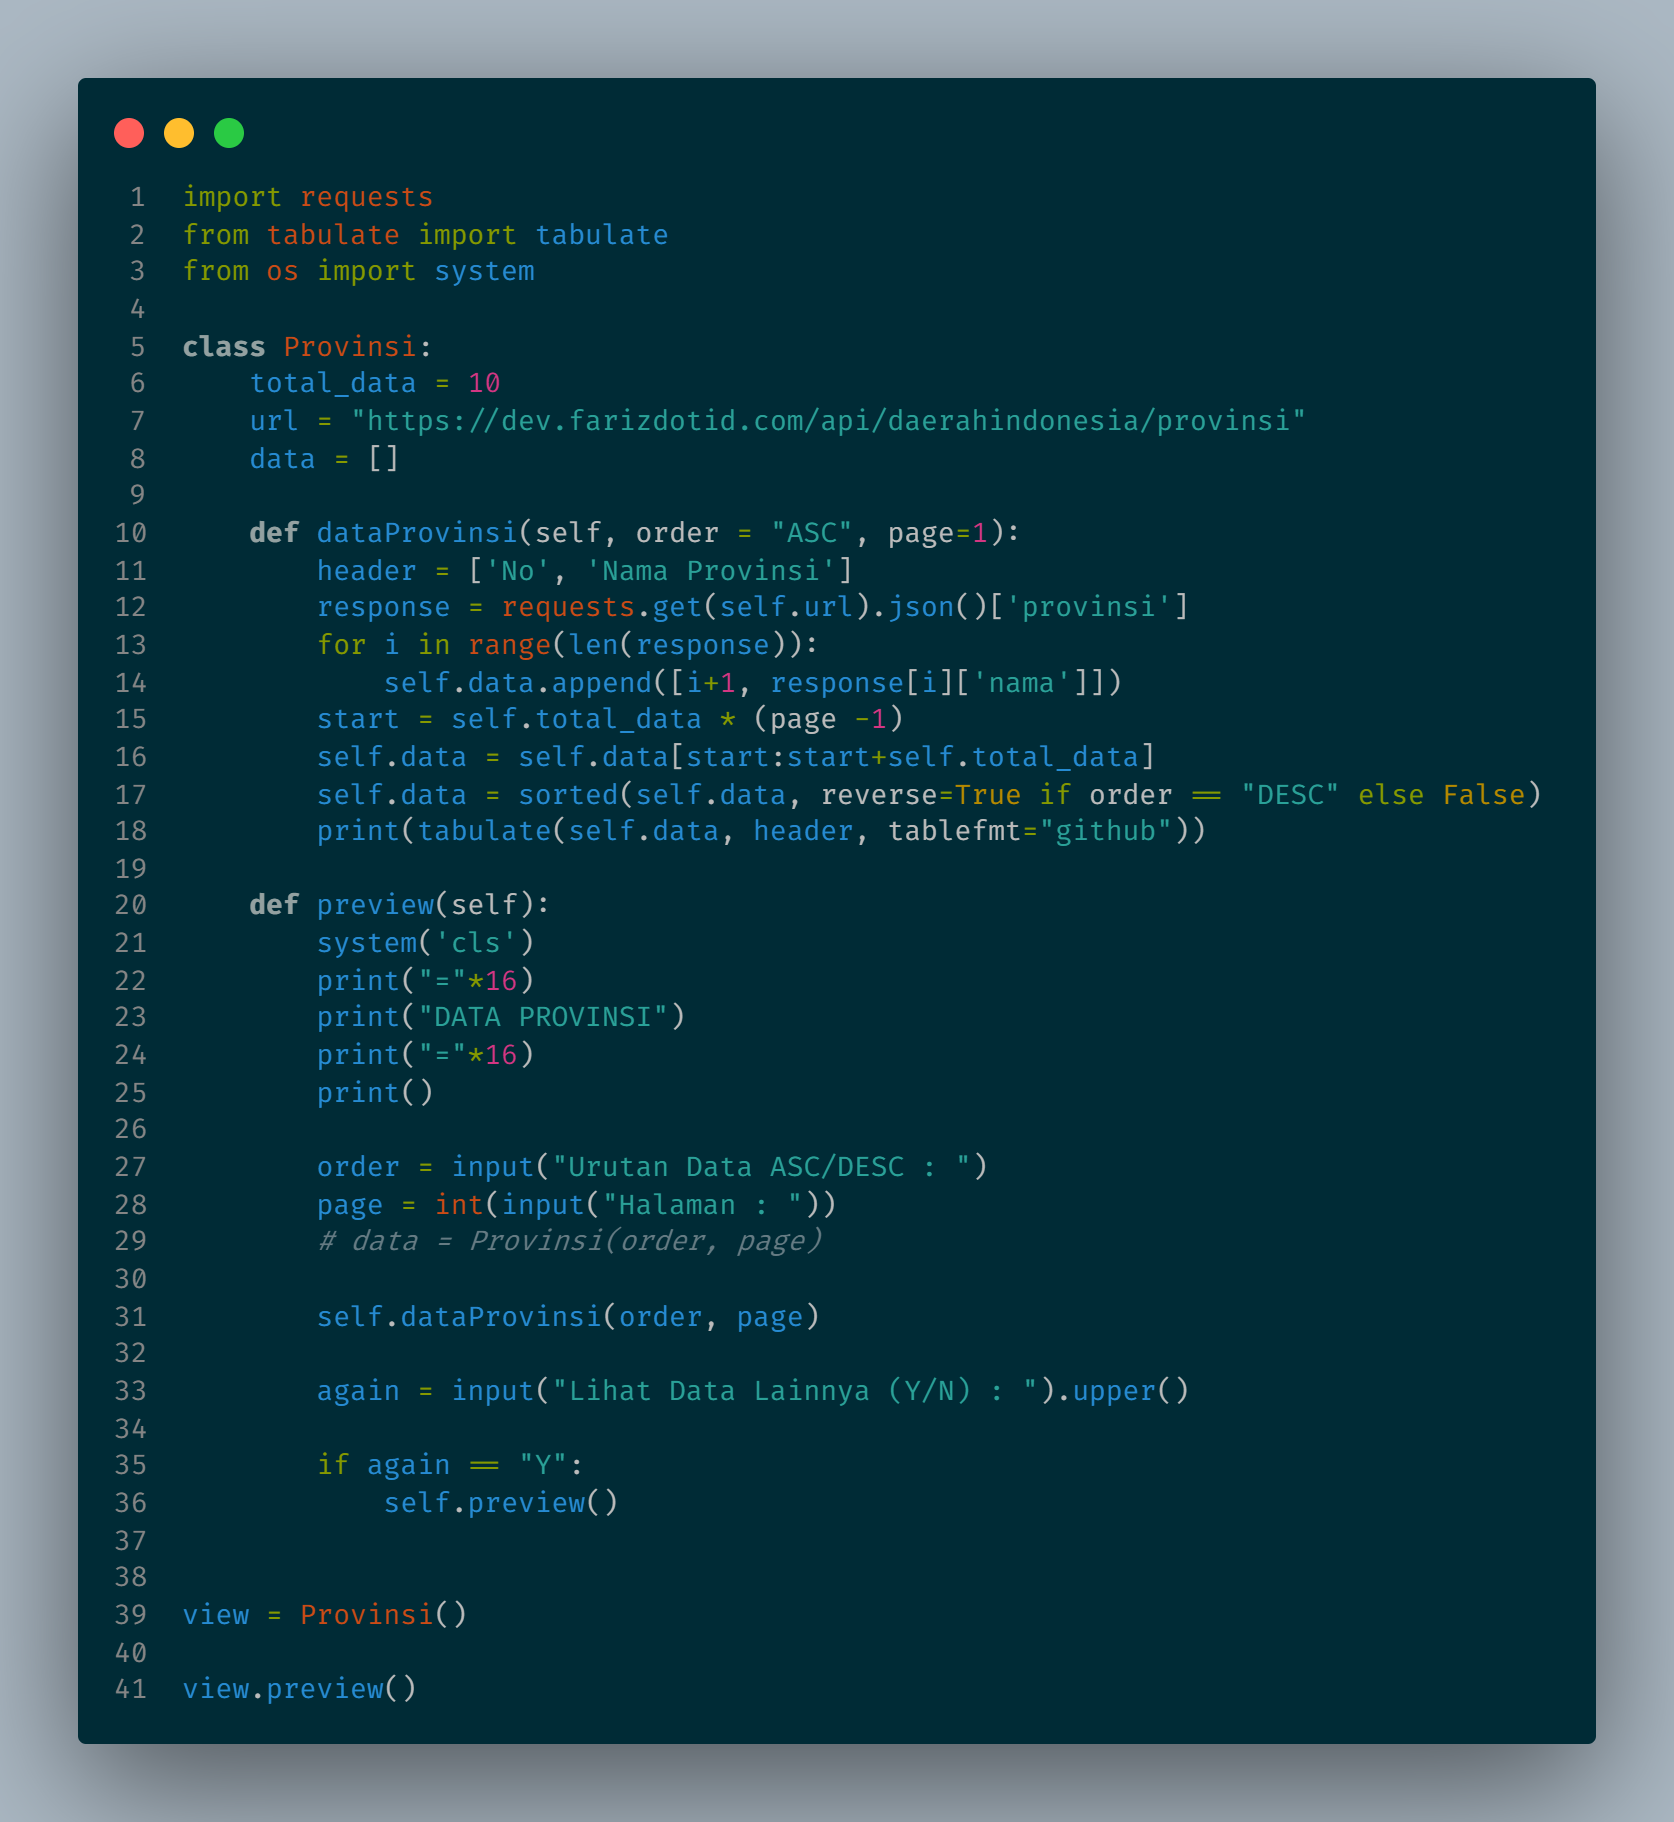 1 import requests
2 from tabulate import tabulate
3 from os import system
4
5 class Provinsi:
6     total_data = 10
7     url = "https://dev.farizdotid.com/api/daerahindonesia/provinsi"
8     data = []
9
10     def dataProvinsi(self, order = "ASC", page=1):
11         header = ['No', 'Nama Provinsi']
12         response = requests.get(self.url).json()['provinsi']
13         for i in range(len(response)):
14             self.data.append([i+1, response[i]['nama']])
15         start = self.total_data * (page -1)
16         self.data = self.data[start:start+self.total_data]
17         self.data = sorted(self.data, reverse=True if order == "DESC" else False)
18         print(tabulate(self.data, header, tablefmt="github"))
19
20     def preview(self):
21         system('cls')
22         print("="*16)
23         print("DATA PROVINSI")
24         print("="*16)
25         print()
26
27         order = input("Urutan Data ASC/DESC : ")
28         page = int(input("Halaman : "))
29         # data = Provinsi(order, page)
30
31         self.dataProvinsi(order, page)
32
33         again = input("Lihat Data Lainnya (Y/N) : ").upper()
34
35         if again == "Y":
36             self.preview()
37
38
39 view = Provinsi()
40
41 view.preview()